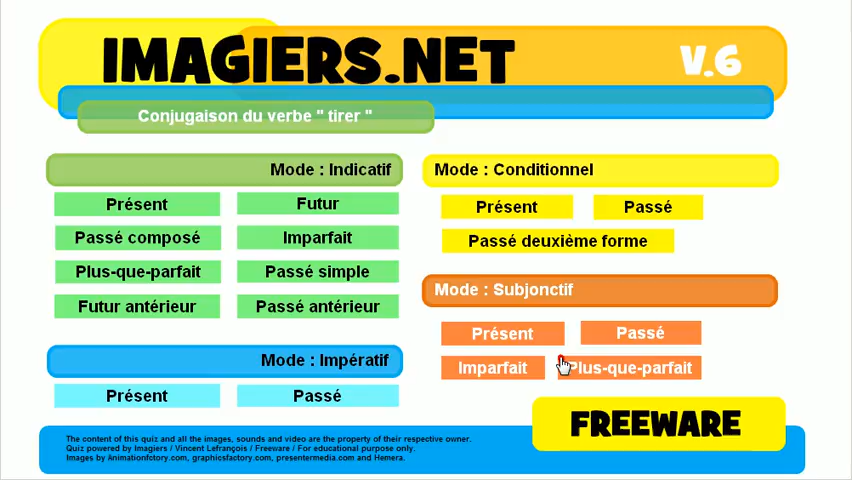 IMAGIERS.NET
V.6
Conjugaison du verbe " tirer "
Mode : Indicatif
Présent
Futur
Passé composé
Imparfait
Plus-que-parfait
Passé simple
Futur antérieur
Passé antérieur
Mode : Impératif
Présent
Passé
Mode : Conditionnel
Présent
Passé
Passé deuxième forme
Mode : Subjonctif
Présent
Passé
Imparfait
Plus-que-parfait
FREEWARE
The content of this quiz and all the images, sounds and video are the property of their respective owner.
Quiz powered by Imagiers / Vincent Lefrançois / Freeware / For educational purpose only.
Images by Animationfctory.com, graphicsfactory.com, presentermedia.com and Hemera.